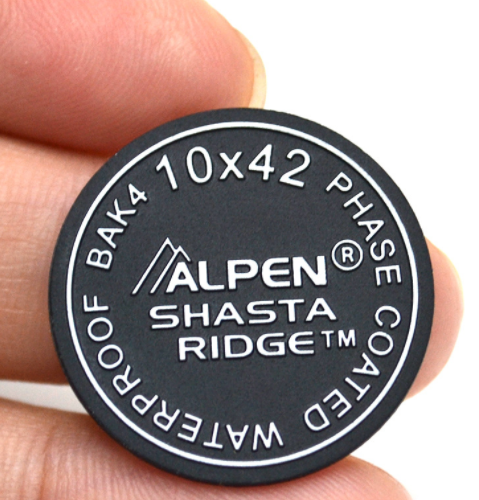 10x42
PHASE COATED WATERPROOF BAK4
ALPEN®
SHASTA
RIDGE™